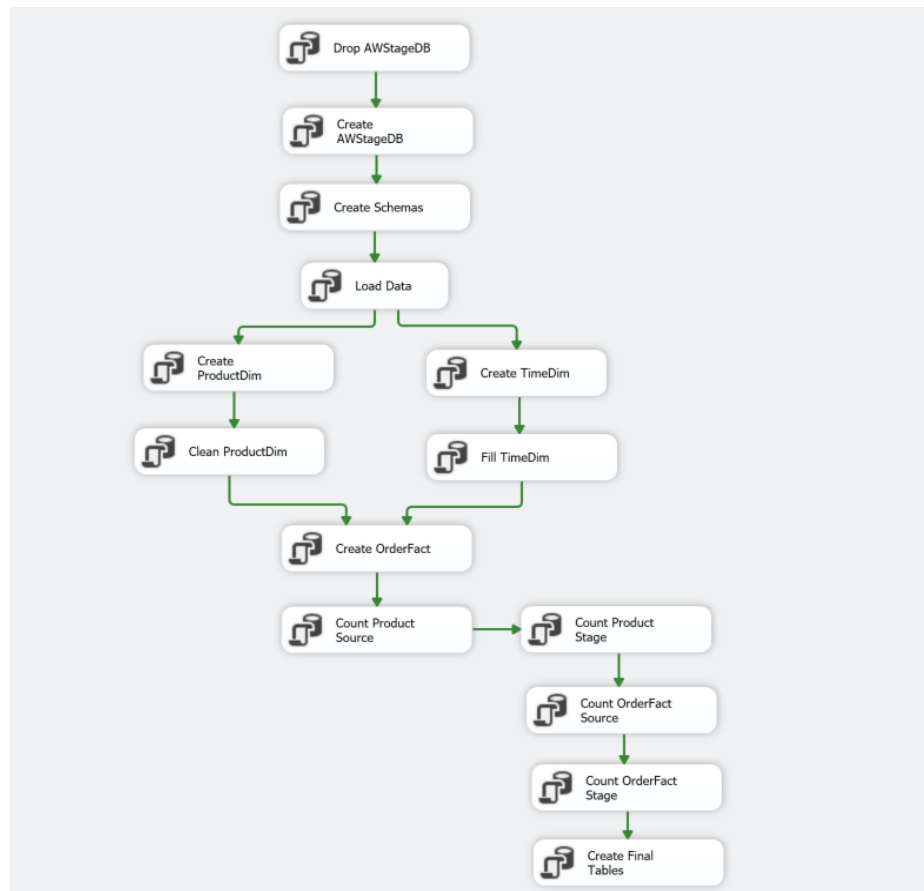 Drop AWStageDB
Create
AWStageDB
Create Schemas
Load Data
Create
ProductDim
Create TimeDim
Clean ProductDim
Fill TimeDim
Create OrderFact
Count Product
Source
Count Product
Stage
Count OrderFact
Source
Count OrderFact
Stage
Create Final
Tables